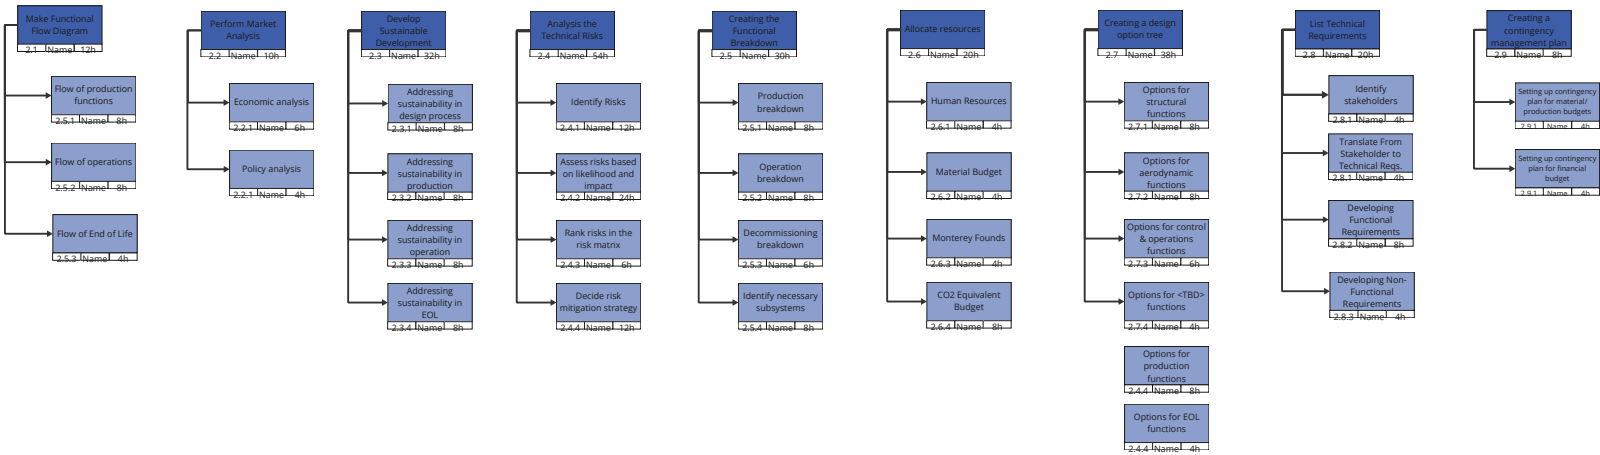 Make Functional
Flow Diagram
2.1 Name 12h
Flow of production
functions
2.5.1 Name 8h
Flow of operations
2.5.2 Name 8h
Flow of End of Life
2.5.3 Name 4h
Perform Market
Analysis
2.2 Name 10h
Economic analysis
2.2.1 Name 6h
Policy analysis
2.2.1 Name 4h
Develop
Sustainable
Development
2.3 Name 32h
Addressing
sustainability in
design process
2.3.1 Name 8h
Addressing
sustainability in
production
2.3.2 Name 8h
Addressing
sustainability in
operation
2.3.3 Name 8h
Addressing
sustainability in
EOL
2.3.4 Name 8h
Analysis the
Technical Risks
2.4 Name 54h
Identify Risks
2.4.1 Name 12h
Assess risks based
on likelihood and
impact
2.4.2 Name 24h
Rank risks in the
risk matrix
2.4.3 Name 6h
Decide risk
mitigation strategy
2.4.4 Name 12h
Creating the
Functional
Breakdown
2.5 Name 30h
Production
breakdown
2.5.1 Name 8h
Operation
breakdown
2.5.2 Name 8h
Decommissioning
breakdown
2.5.3 Name 6h
Identify necessary
subsystems
2.5.4 Name 8h
Allocate resources
2.6 Name 20h
Human Resources
2.6.1 Name 4h
Material Budget
2.6.2 Name 4h
Monterey Founds
2.6.3 Name 4h
CO2 Equivalent
Budget
2.6.4 Name 8h
Creating a design
option tree
2.7 Name 38h
Options for
structural
functions
2.7.1 Name 8h
Options for
aerodynamic
functions
2.7.2 Name 8h
Options for control
& operations
functions
2.7.3 Name 6h
Options for <TBD>
functions
2.7.4 Name 4h
Options for
production
functions
2.4.4 Name 8h
Options for EOL
functions
2.4.4 Name 4h
List Technical
Requirements
2.8 Name 20h
Identify
stakeholders
2.8.1 Name 4h
Translate From
Stakeholder to
Technical Reqs.
2.8.1 Name 4h
Developing
Functional
Requirements
2.8.2 Name 8h
Developing Non-
Functional
Requirements
2.8.3 Name 4h
Creating a
contingency
management plan
2.9 Name 8h
Setting up contingency
plan for material/
production budgets
2.9.1 Name 4h
Setting up contingency
plan for financial
budget
2.9.1 Name 4h